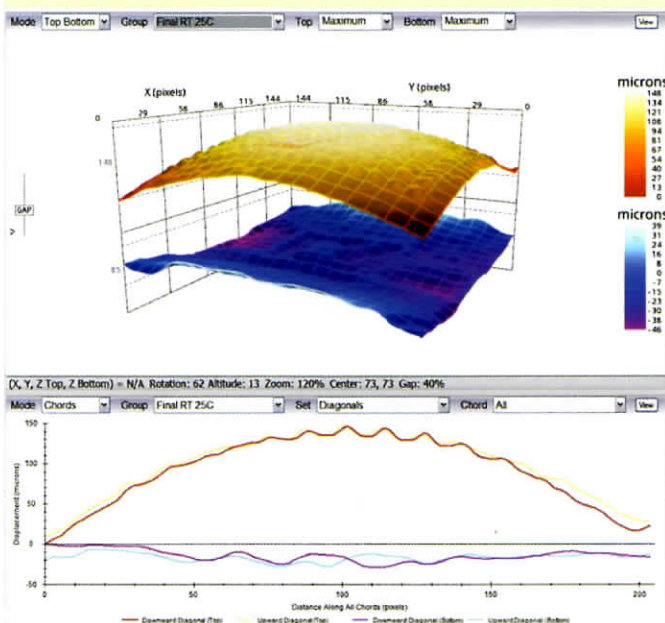 Mode Top Bottom Group Final RT 25C Top Maximum Bottom Maximum View
X (pixels) Y (pixels)
0 29 58 86 115 144 144 115 86 58 29 0
microns
148
134
121
108
94
81
67
54
40
27
13
0
GAP
microns
39
31
24
16
8
0
-7
-15
-23
-30
-38
-46
(X, Y, Z Top, Z Bottom) = N/A Rotation: 62 Altitude: 13 Zoom: 120% Center: 73, 73 Gap: 40%
Mode Chords Group Final RT 25C Set Diagonals Chord All View
150
100
50
0
-50
Displacement (microns)
0 50 100 150 200
Distance Along All Chords (pixels)
Downward Diagonal (Top) Upward Diagonal (Top) Downward Diagonal (Bottom) Upward Diagonal (Bottom)